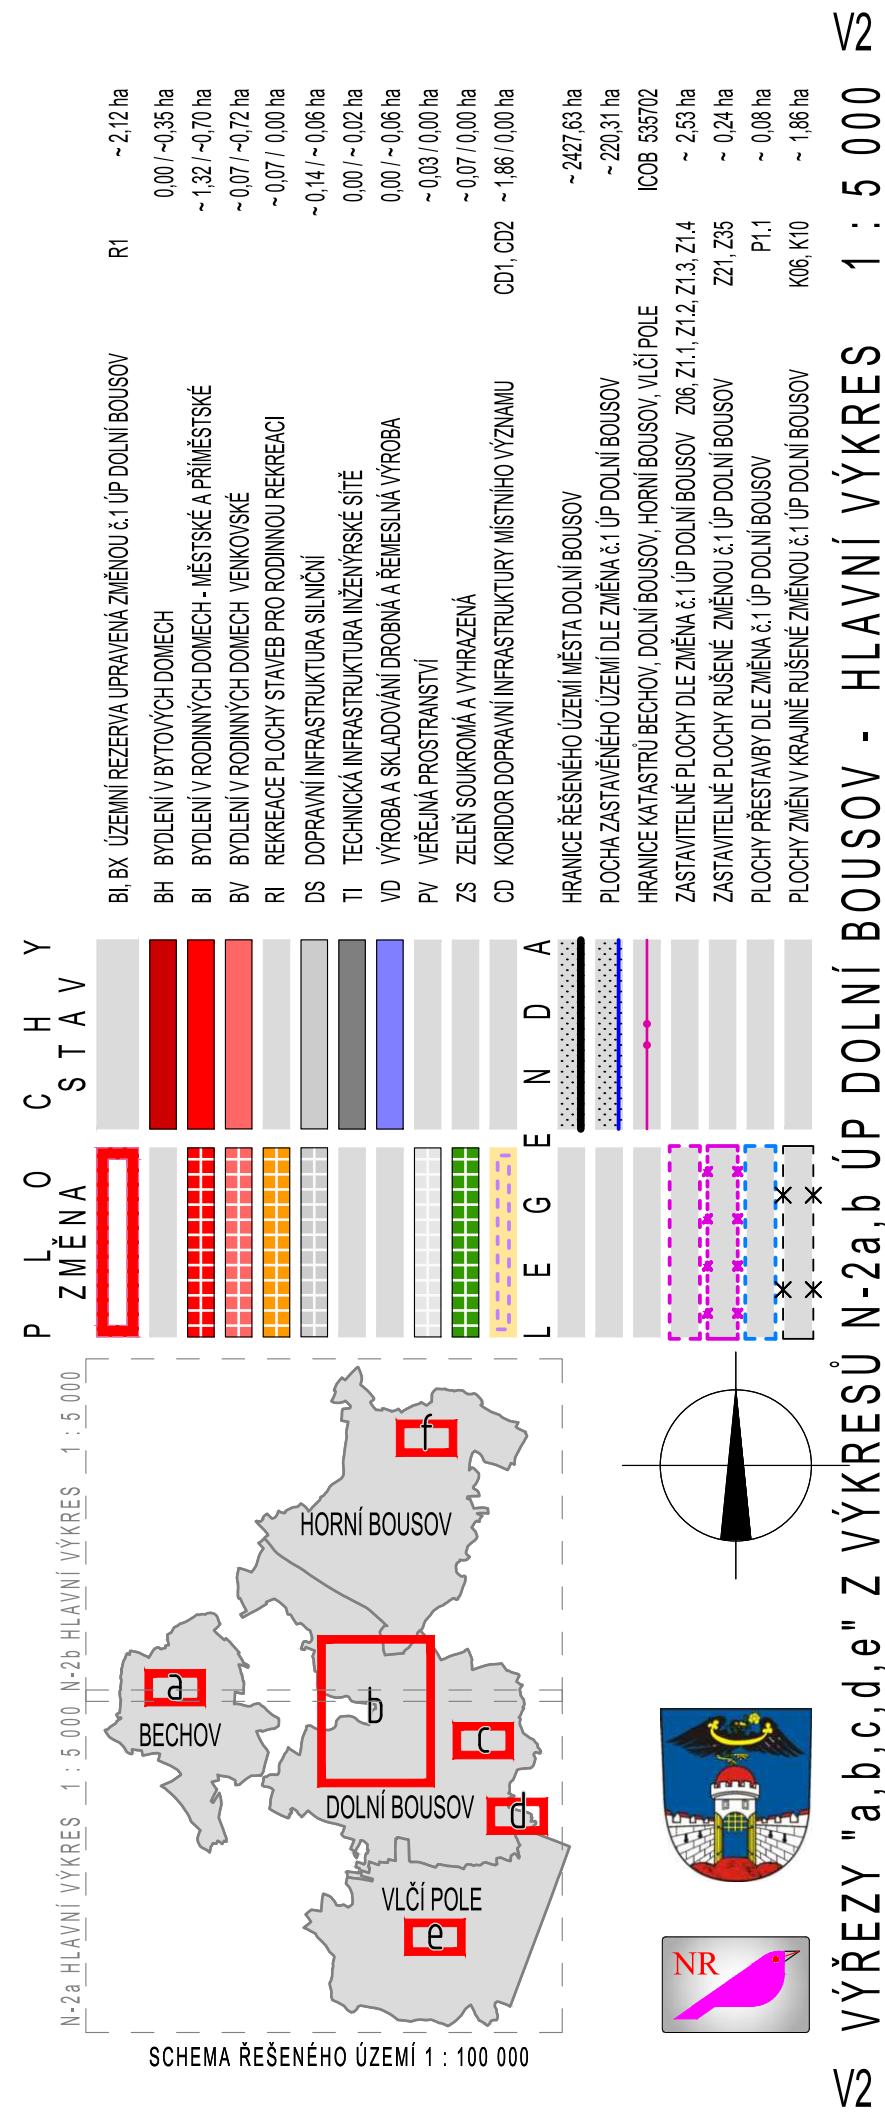 V2
P L O C H Y
ZMĚNA STAV
BI, BX ÚZEMNÍ REZERVA UPRAVENÁ ZMĚNOU č.1 ÚP DOLNÍ BOUSOV R1 ~ 2,12 ha
BH BYDLENÍ V BYTOVÝCH DOMECH 0,00 / ~0,35 ha
BI BYDLENÍ V RODINNÝCH DOMECH - MĚSTSKÉ A PŘÍMĚSTSKÉ ~ 1,32 / ~0,70 ha
BV BYDLENÍ V RODINNÝCH DOMECH VENKOVSKÉ ~ 0,07 / ~0,72 ha
RI REKREACE PLOCHY STAVEB PRO RODINNOU REKREACI ~ 0,07 / 0,00 ha
DS DOPRAVNÍ INFRASTRUKTURA SILNIČNÍ ~ 0,14 / ~ 0,06 ha
TI TECHNICKÁ INFRASTRUKTURA INŽENÝRSKÉ SÍTĚ 0,00 / ~ 0,02 ha
VD VÝROBA A SKLADOVÁNÍ DROBNÁ A ŘEMESLNÁ VÝROBA 0,00 / ~ 0,06 ha
PV VEŘEJNÁ PROSTRANSTVÍ ~ 0,03 / 0,00 ha
ZS ZELEŇ SOUKROMÁ A VYHRAZENÁ ~ 0,07 / 0,00 ha
CD KORIDOR DOPRAVNÍ INFRASTRUKTURY MÍSTNÍHO VÝZNAMU CD1, CD2 ~ 1,86 / 0,00 ha
L E G E N D A
HRANICE ŘEŠENÉHO ÚZEMÍ MĚSTA DOLNÍ BOUSOV ~ 2427,63 ha
PLOCHA ZASTAVĚNÉHO ÚZEMÍ DLE ZMĚNA č.1 ÚP DOLNÍ BOUSOV ~ 220,31 ha
HRANICE KATASTRŮ BECHOV, DOLNÍ BOUSOV, HORNÍ BOUSOV, VLČÍ POLE ICOB 535702
ZASTAVITELNÉ PLOCHY DLE ZMĚNA č.1 ÚP DOLNÍ BOUSOV Z06, Z1.1, Z1.2, Z1.3, Z1.4 ~ 2,53 ha
ZASTAVITELNÉ PLOCHY RUŠENÉ ZMĚNOU č.1 ÚP DOLNÍ BOUSOV Z21, Z35 ~ 0,24 ha
PLOCHY PŘESTAVBY DLE ZMĚNA č.1 ÚP DOLNÍ BOUSOV P1.1 ~ 0,08 ha
PLOCHY ZMĚN V KRAJINĚ RUŠENÉ ZMĚNOU č.1 ÚP DOLNÍ BOUSOV K06, K10 ~ 1,86 ha
N-2a HLAVNÍ VÝKRES 1 : 5 000 N-2b HLAVNÍ VÝKRES 1 : 5 000
a
BECHOV
HORNÍ BOUSOV
f
b
DOLNÍ BOUSOV
c
d
VLČÍ POLE
e
SCHEMA ŘEŠENÉHO ÚZEMÍ 1 : 100 000
NR
V2 VÝŘEZY "a,b,c,d,e" Z VÝKRESŮ N-2a,b ÚP DOLNÍ BOUSOV - HLAVNÍ VÝKRES 1 : 5 000